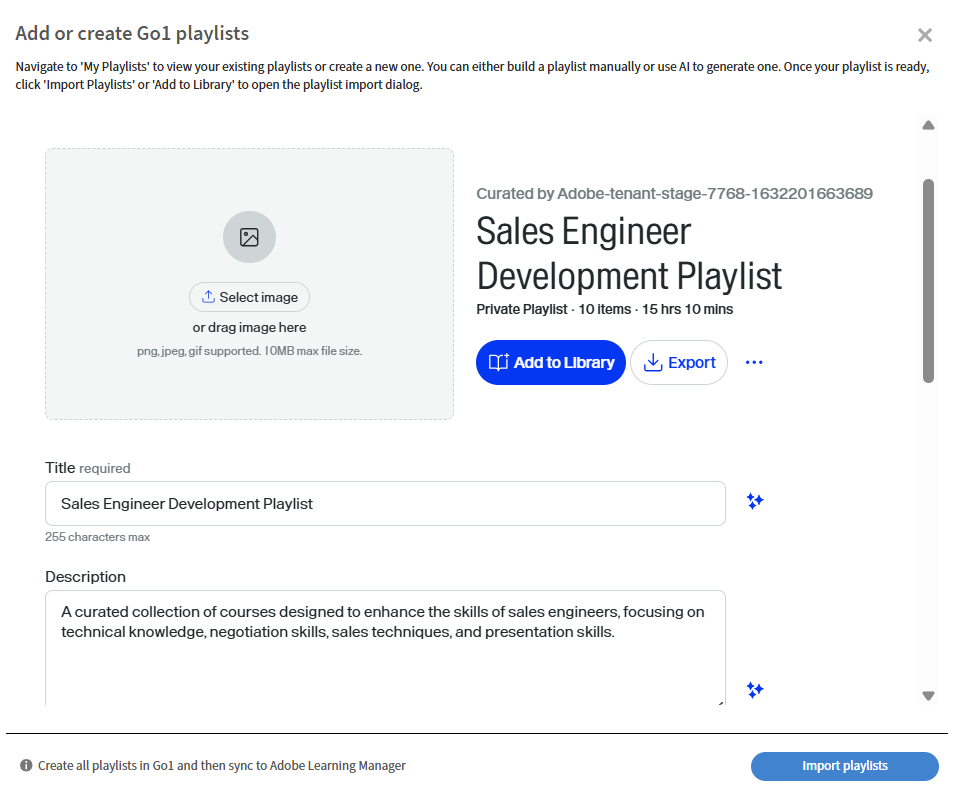 Add or create Go1 playlists
Navigate to 'My Playlists' to view your existing playlists or create a new one. You can either build a playlist manually or use AI to generate one. Once your playlist is ready,
click 'Import Playlists' or 'Add to Library' to open the playlist import dialog.
Select image
or drag image here
png, jpeg, gif supported. 10MB max file size.
Curated by Adobe-tenant-stage-7768-1632201663689
Sales Engineer
Development Playlist
Private Playlist · 10 items · 15 hrs 10 mins
Add to Library
Export
Title required
Sales Engineer Development Playlist
255 characters max
Description
A curated collection of courses designed to enhance the skills of sales engineers, focusing on
technical knowledge, negotiation skills, sales techniques, and presentation skills.
Create all playlists in Go1 and then sync to Adobe Learning Manager
Import playlists